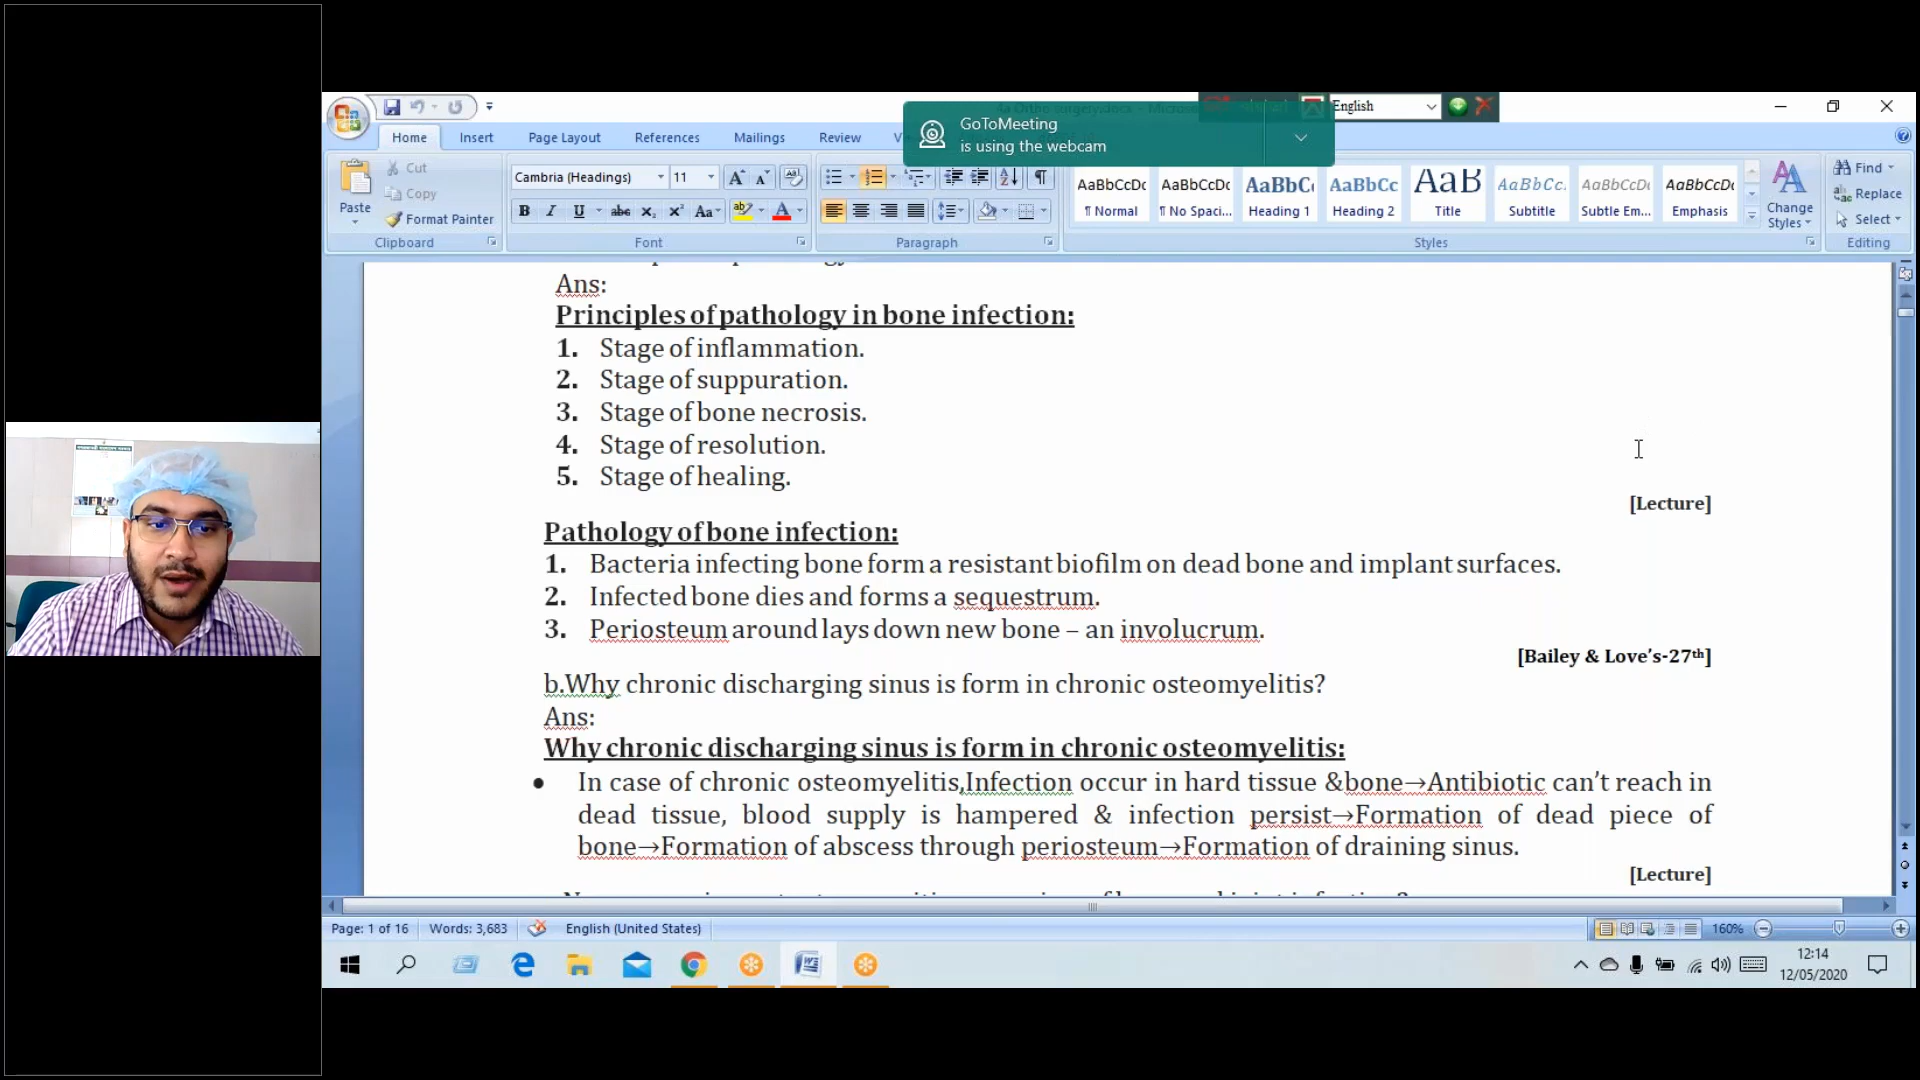 English
GoToMeeting
is using the webcam
Home Insert Page Layout References Mailings Review
Cut
Copy
Format Painter
Paste
Clipboard
Cambria (Headings) 11
Font
Paragraph
AaBbCcDc AaBbCcDc AaBbC AaBbCc AaB AaBbCc. AaBbCcDc AaBbCcDc
¶ Normal ¶ No Spaci... Heading 1 Heading 2 Title Subtitle Subtle Em... Emphasis
Change
Styles
Styles
Find
Replace
Select
Editing
Ans:
Principles of pathology in bone infection:
1. Stage of inflammation.
2. Stage of suppuration.
3. Stage of bone necrosis.
4. Stage of resolution.
5. Stage of healing.
[Lecture]
Pathology of bone infection:
1. Bacteria infecting bone form a resistant biofilm on dead bone and implant surfaces.
2. Infected bone dies and forms a sequestrum.
3. Periosteum around lays down new bone – an involucrum.
[Bailey & Love's-27th]
b.Why chronic discharging sinus is form in chronic osteomyelitis?
Ans:
Why chronic discharging sinus is form in chronic osteomyelitis:
• In case of chronic osteomyelitis,Infection occur in hard tissue &bone→Antibiotic can't reach in
dead tissue, blood supply is hampered & infection persist→Formation of dead piece of
bone→Formation of abscess through periosteum→Formation of draining sinus.
[Lecture]
Page: 1 of 16 Words: 3,683 English (United States) 160%
12:14
12/05/2020